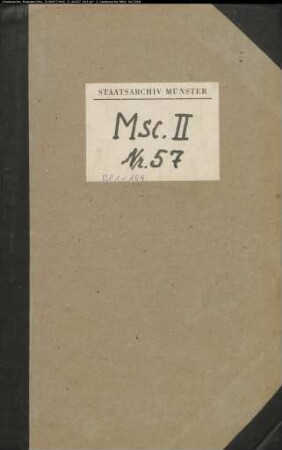 STAATSARCHIV MÜNSTER
Msc. II
Nr. 57